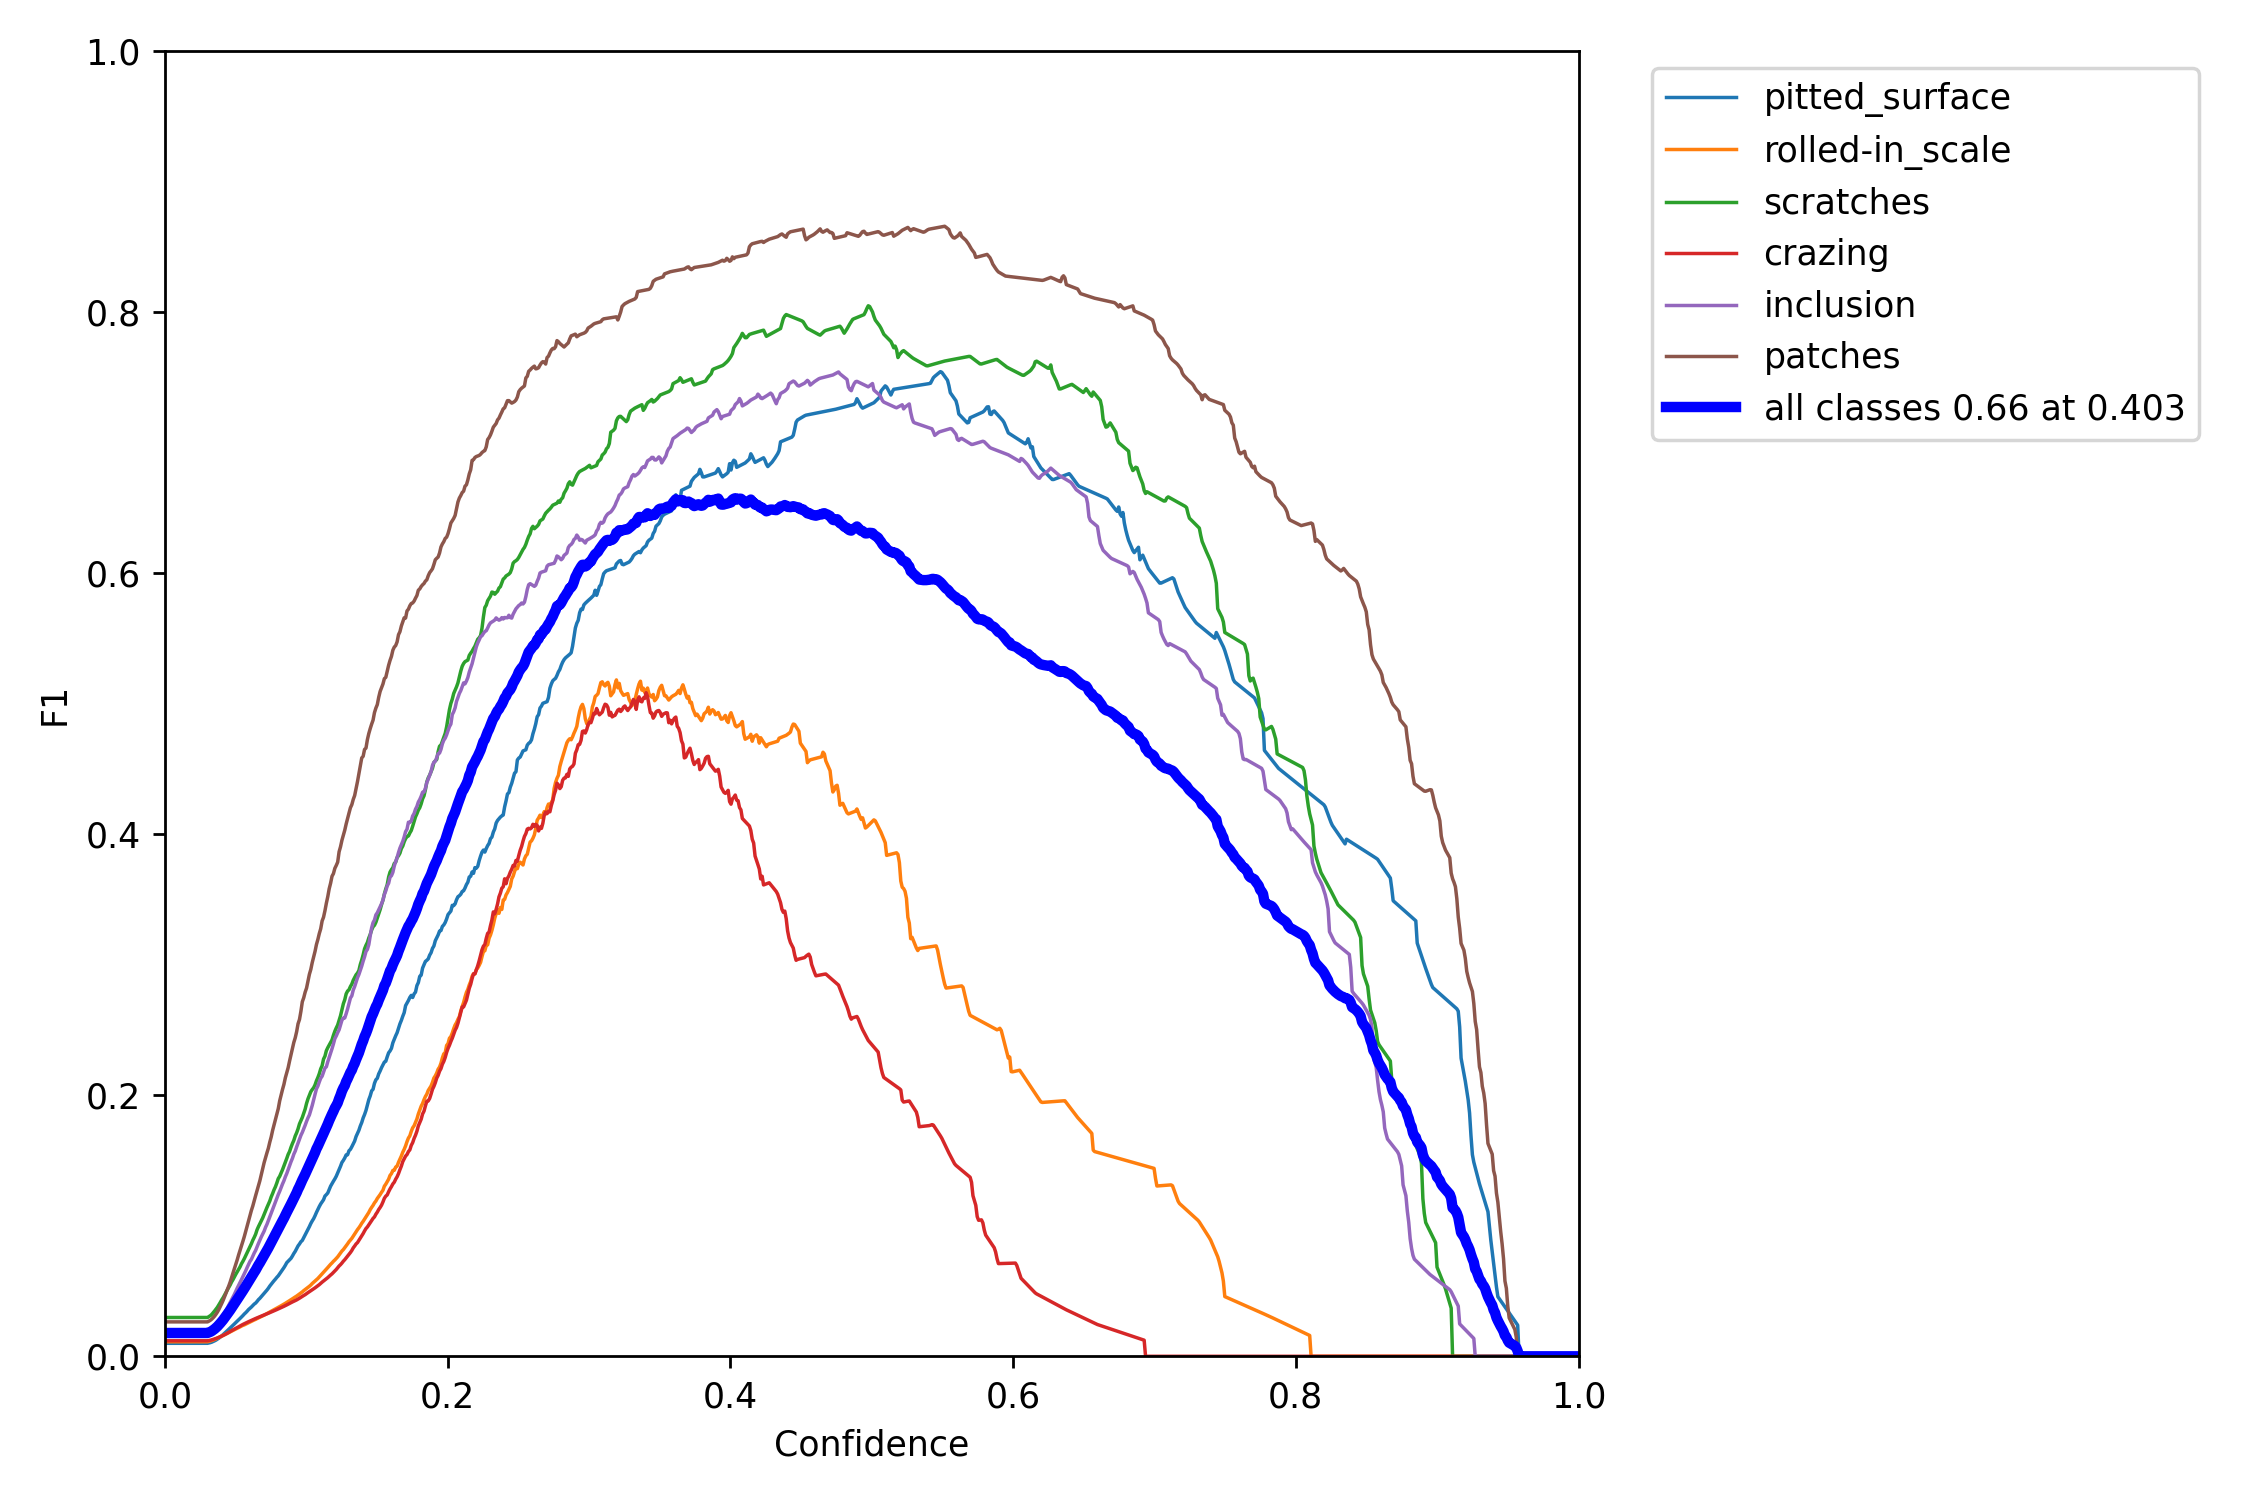 1.0
0.8
0.6
0.4
0.2
0.0
F1
0.0 0.2 0.4 0.6 0.8 1.0
Confidence
pitted_surface
rolled-in_scale
scratches
crazing
inclusion
patches
all classes 0.66 at 0.403